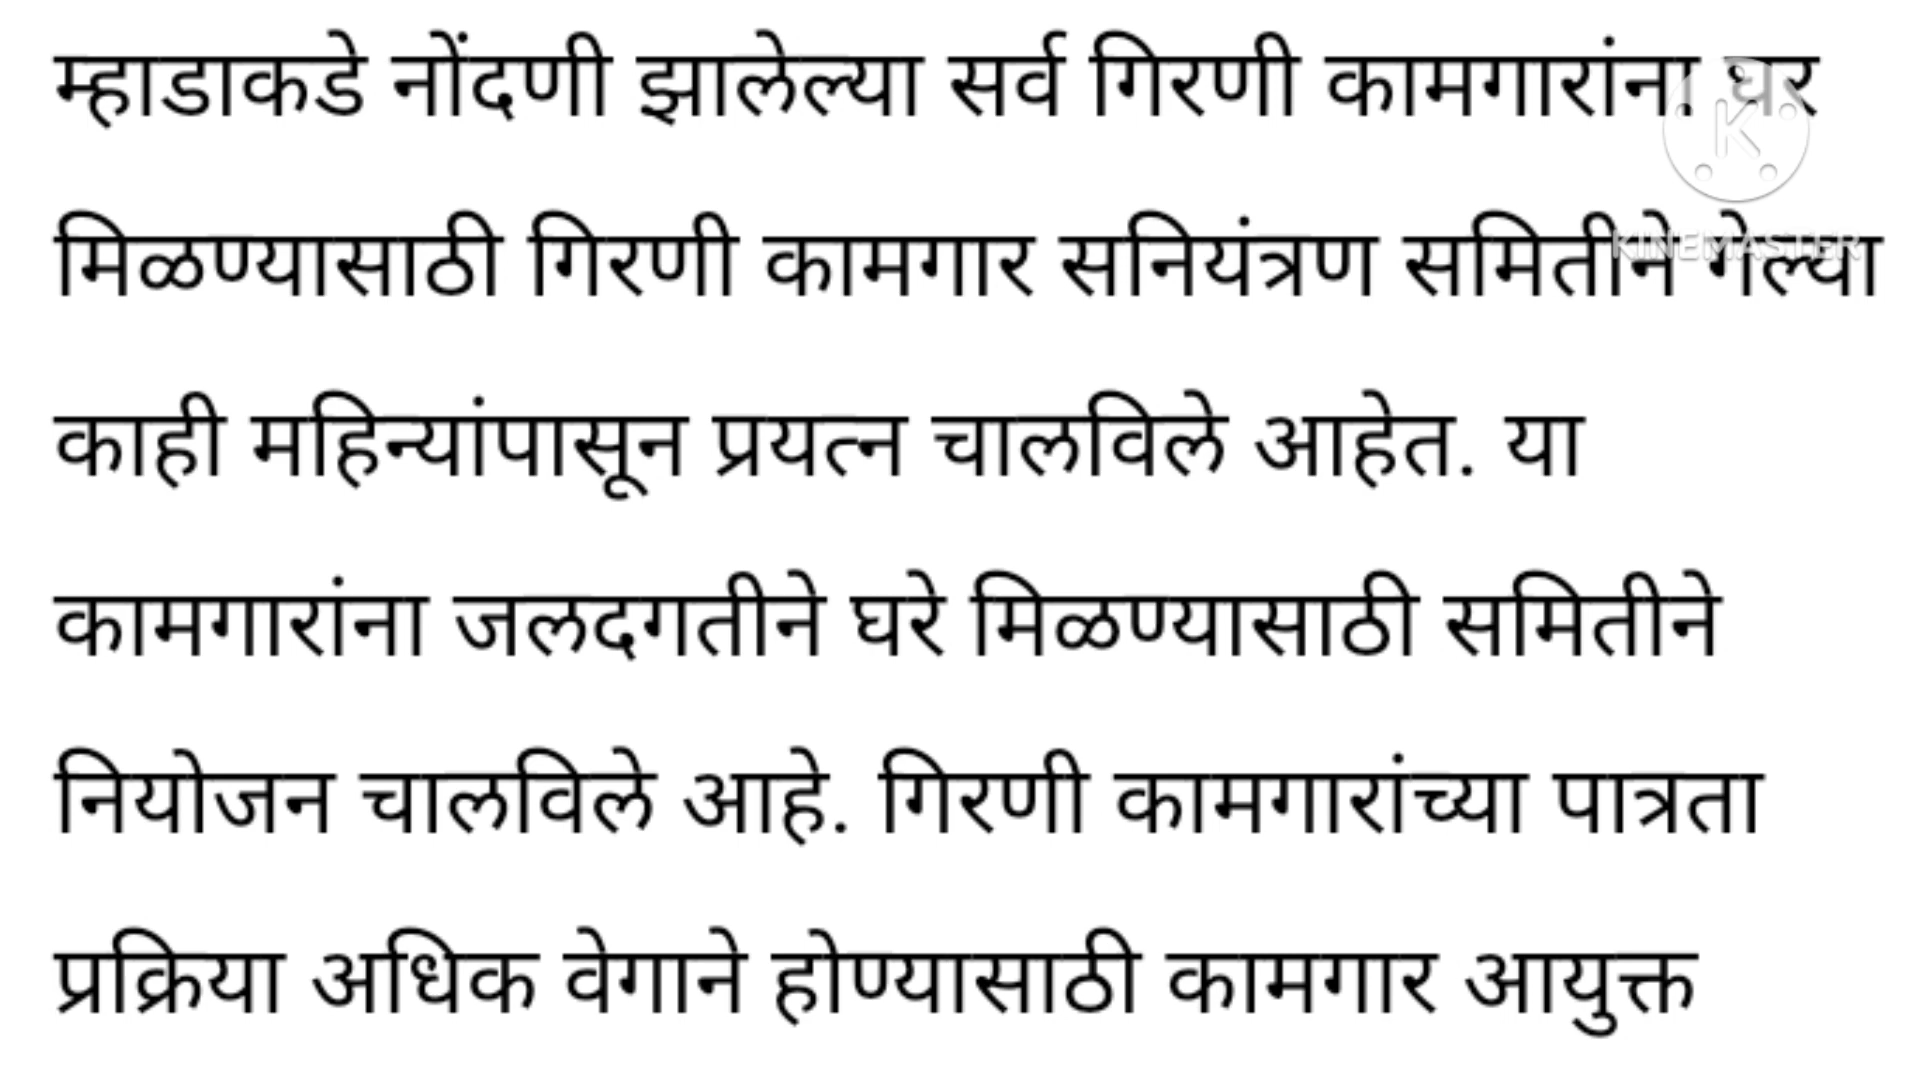 म्हाडाकडे नोंदणी झालेल्या सर्व गिरणी कामगारांना घर
मिळण्यासाठी गिरणी कामगार सनियंत्रण समितीने गेल्या
काही महिन्यांपासून प्रयत्न चालविले आहेत. या
कामगारांना जलदगतीने घरे मिळण्यासाठी समितीने
नियोजन चालविले आहे. गिरणी कामगारांच्या पात्रता
प्रक्रिया अधिक वेगाने होण्यासाठी कामगार आयुक्त
K
KINEMASTER